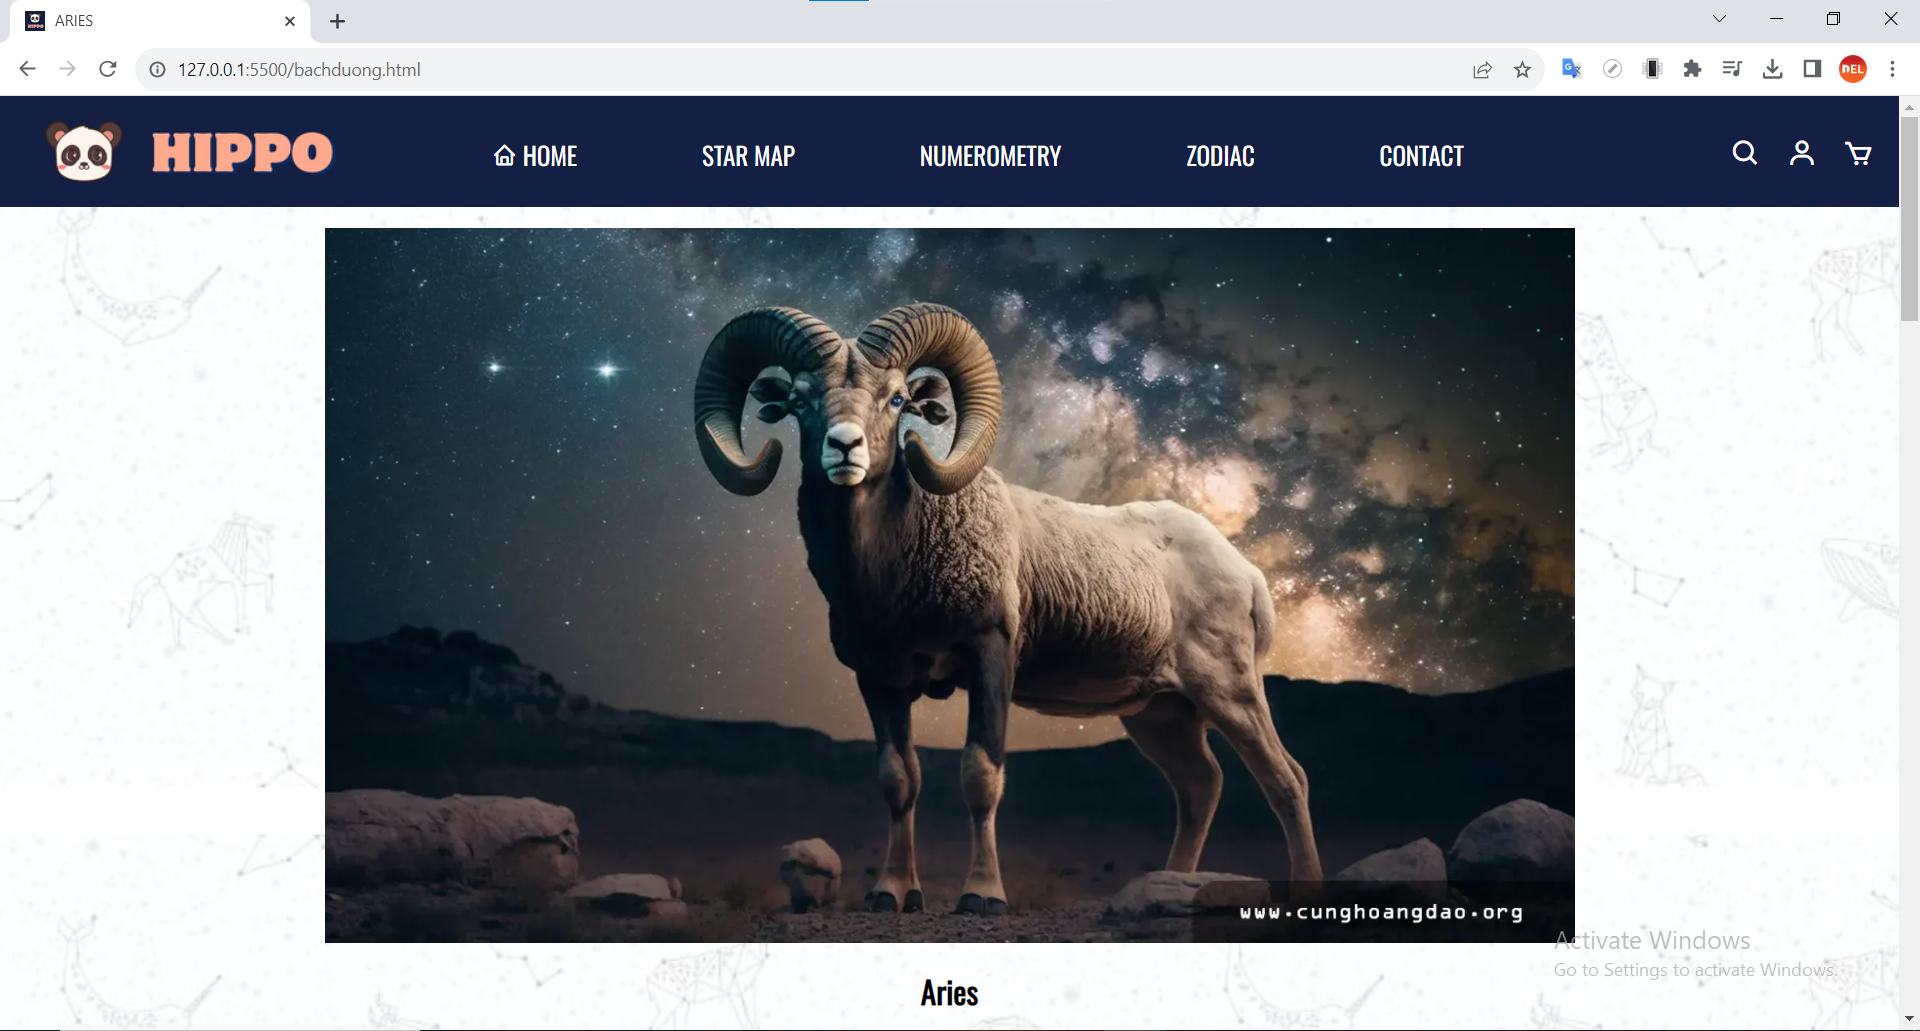 ARIES
127.0.0.1:5500/bachduong.html
DEL
HIPPO
HOME
STAR MAP
NUMEROMETRY
ZODIAC
CONTACT
www.cunghoangdao.org
Activate Windows
Go to Settings to activate Windows.
Aries